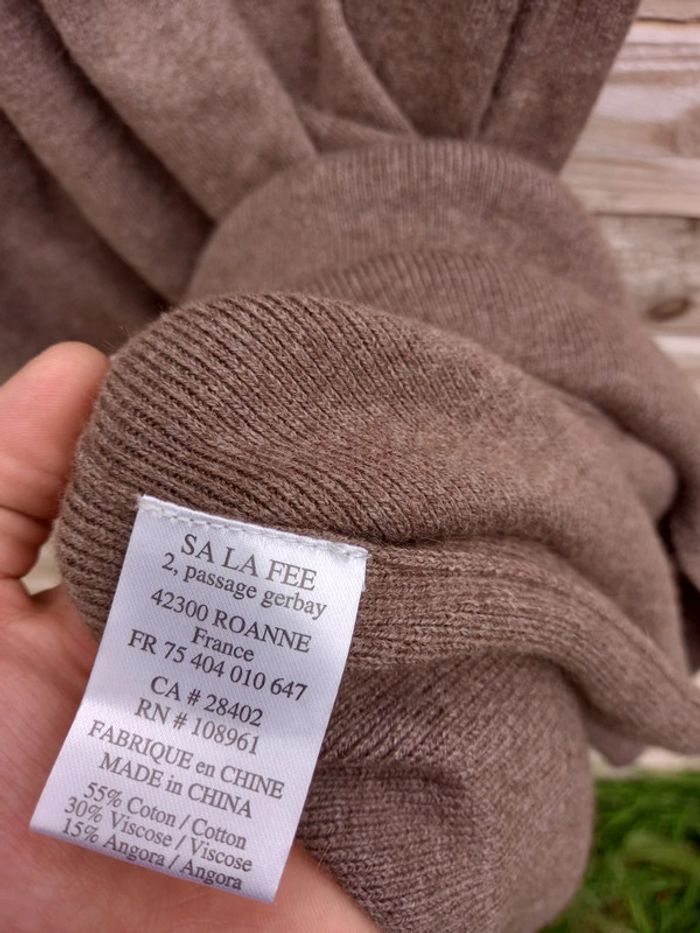 SA LA FEE
2, passage gerbay
42300 ROANNE
France
FR 75 404 010 647
CA # 28402
RN # 108961
FABRIQUE en CHINE
MADE in CHINA
55% Coton / Cotton
30% Viscose / Viscose
15% Angora / Angora